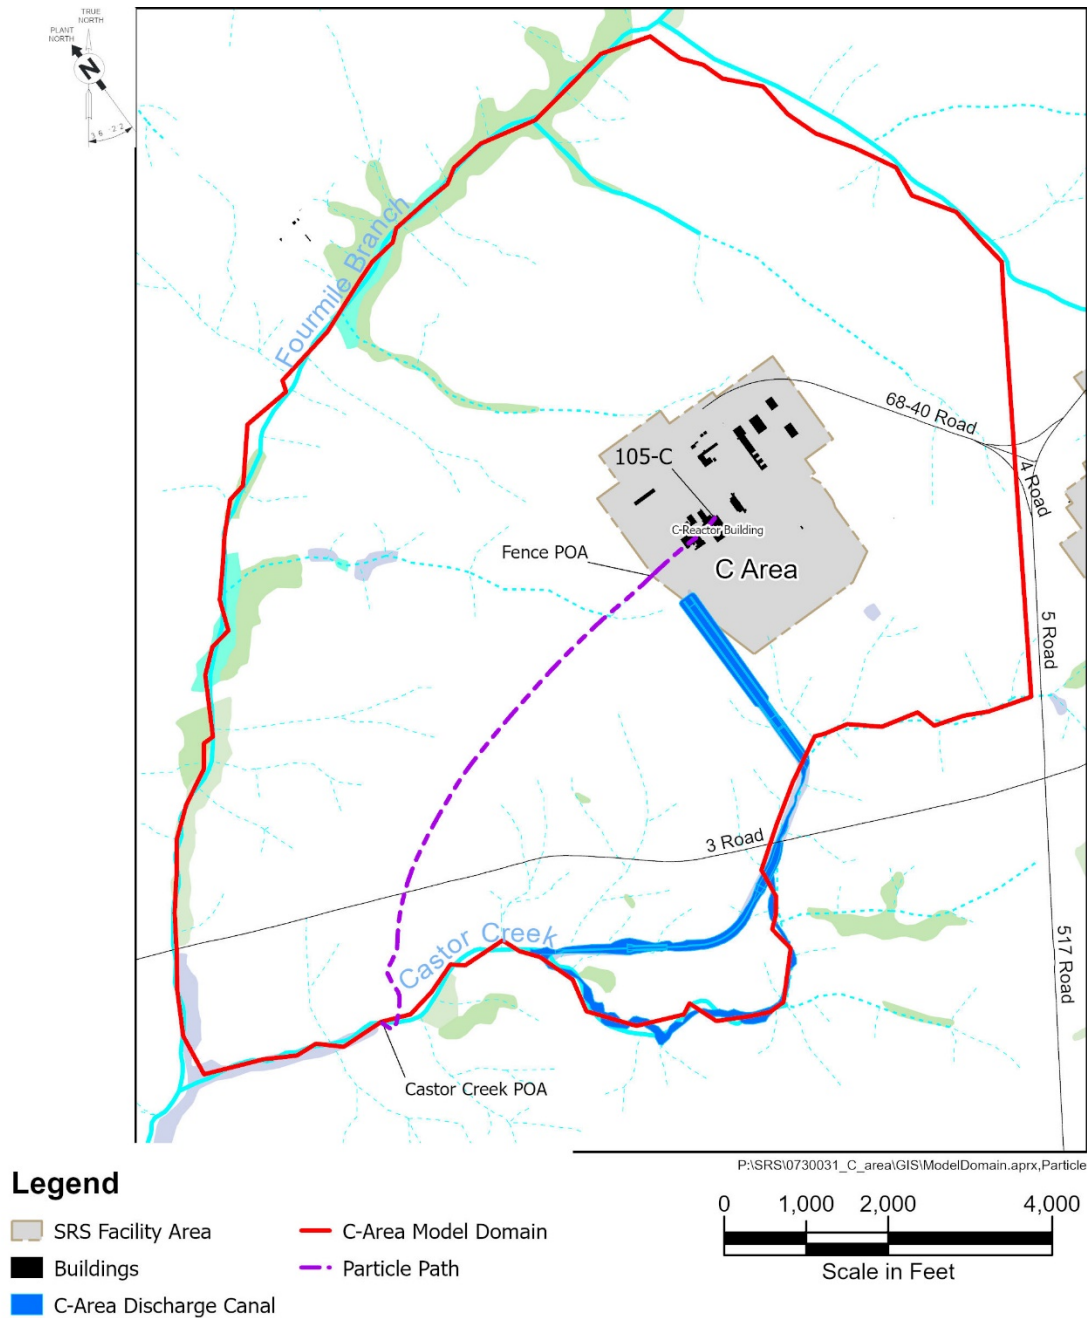 TRUE
NORTH
PLANT
NORTH
N
36-22
Fourmile Branch
68-40 Road
4 Road
105-C
C-Reactor Building
Fence POA
C Area
5 Road
3 Road
Castor Creek
517 Road
Castor Creek POA
P:\SRS\0730031_C_area\GIS\ModelDomain.aprx,Particle
Legend
SRS Facility Area
C-Area Model Domain
Buildings
Particle Path
C-Area Discharge Canal
0 1,000 2,000 4,000
Scale in Feet